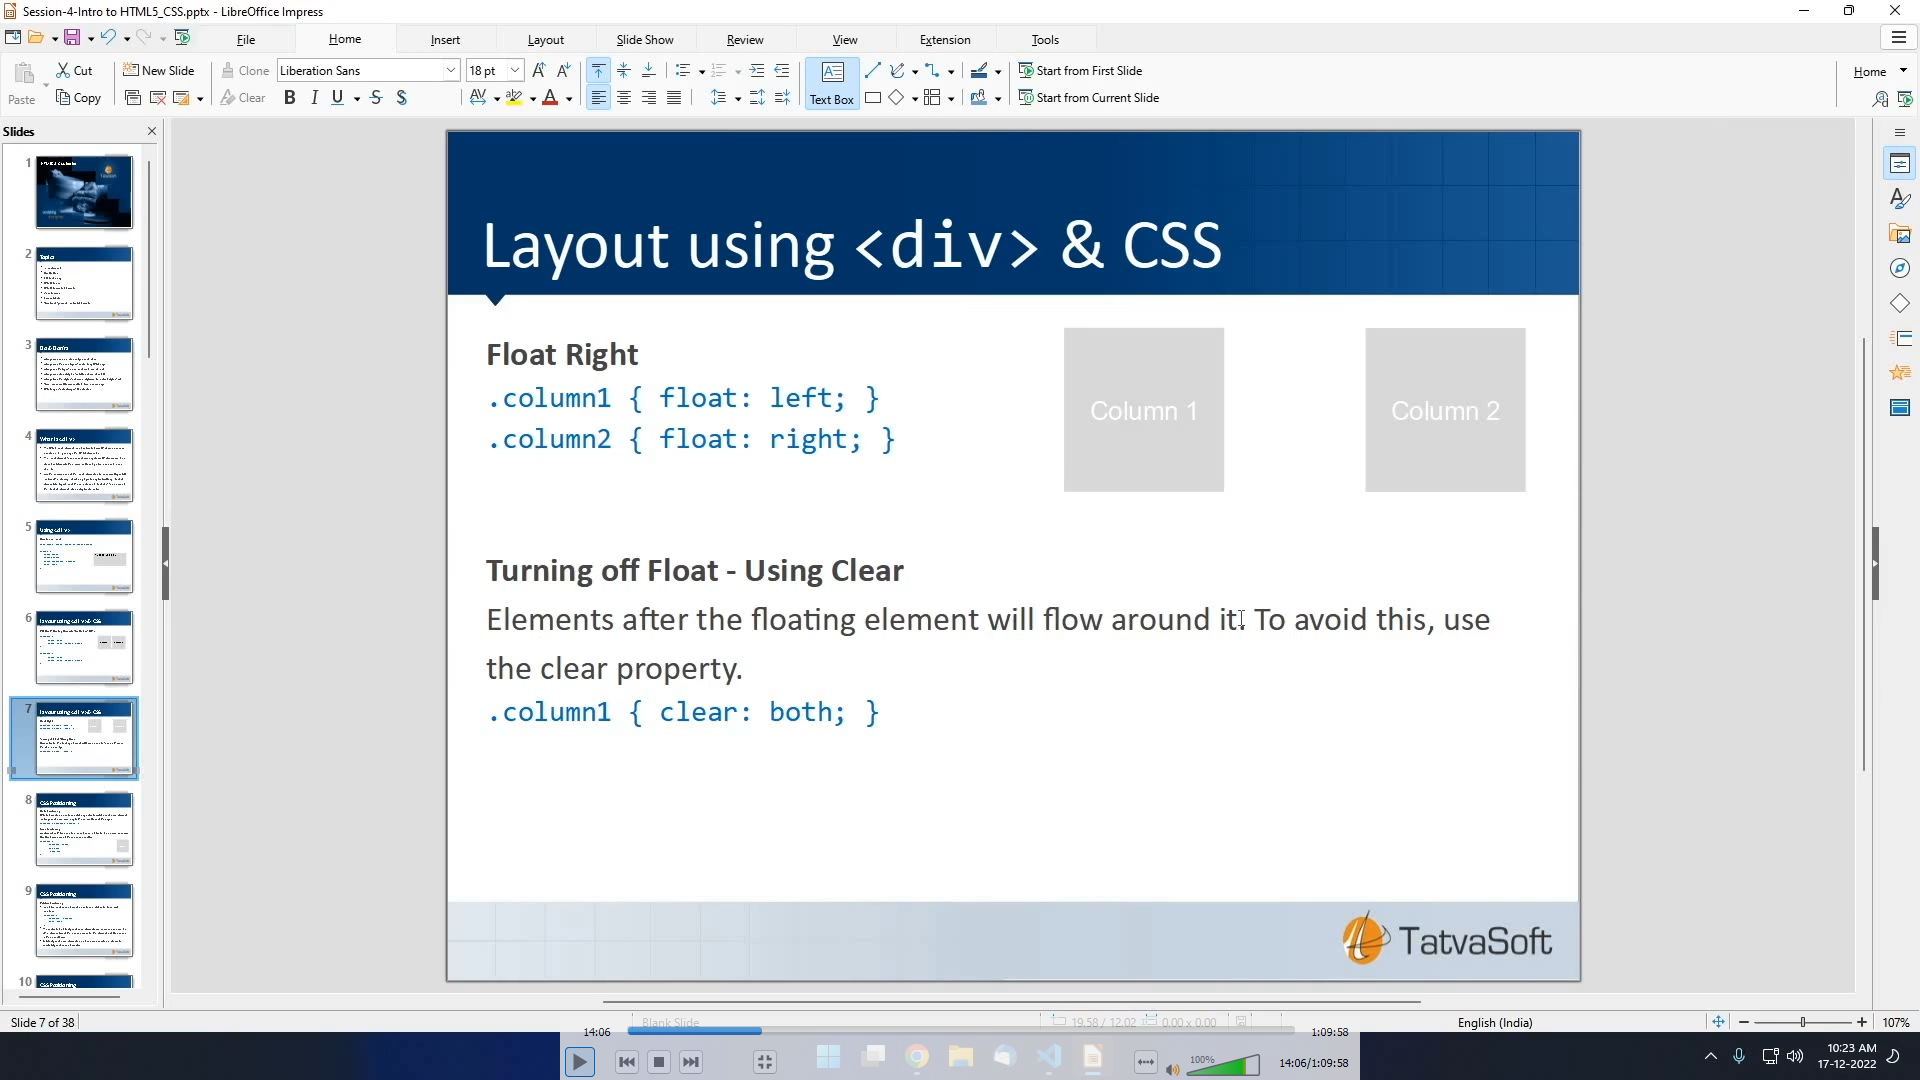 Session-4-Intro to HTML5_CSS.pptx - LibreOffice Impress
File Home Insert Layout Slide Show Review View Extension Tools
Paste Cut Copy New Slide Clone Clear Liberation Sans 18 pt Text Box Start from First Slide Start from Current Slide Home
Slides
1
2
3
4
5
6
7
8
9
10
Layout using <div> & CSS
Float Right
.column1 { float: left; }
.column2 { float: right; }
Column 1
Column 2
Turning off Float - Using Clear
Elements after the floating element will flow around it. To avoid this, use
the clear property.
.column1 { clear: both; }
TatvaSoft
Slide 7 of 38 Blank Slide 19.58 / 12.02 0.00 x 0.00 English (India) 107%
14:06 1:09:58
100% 14:06/1:09:58
10:23 AM
17-12-2022